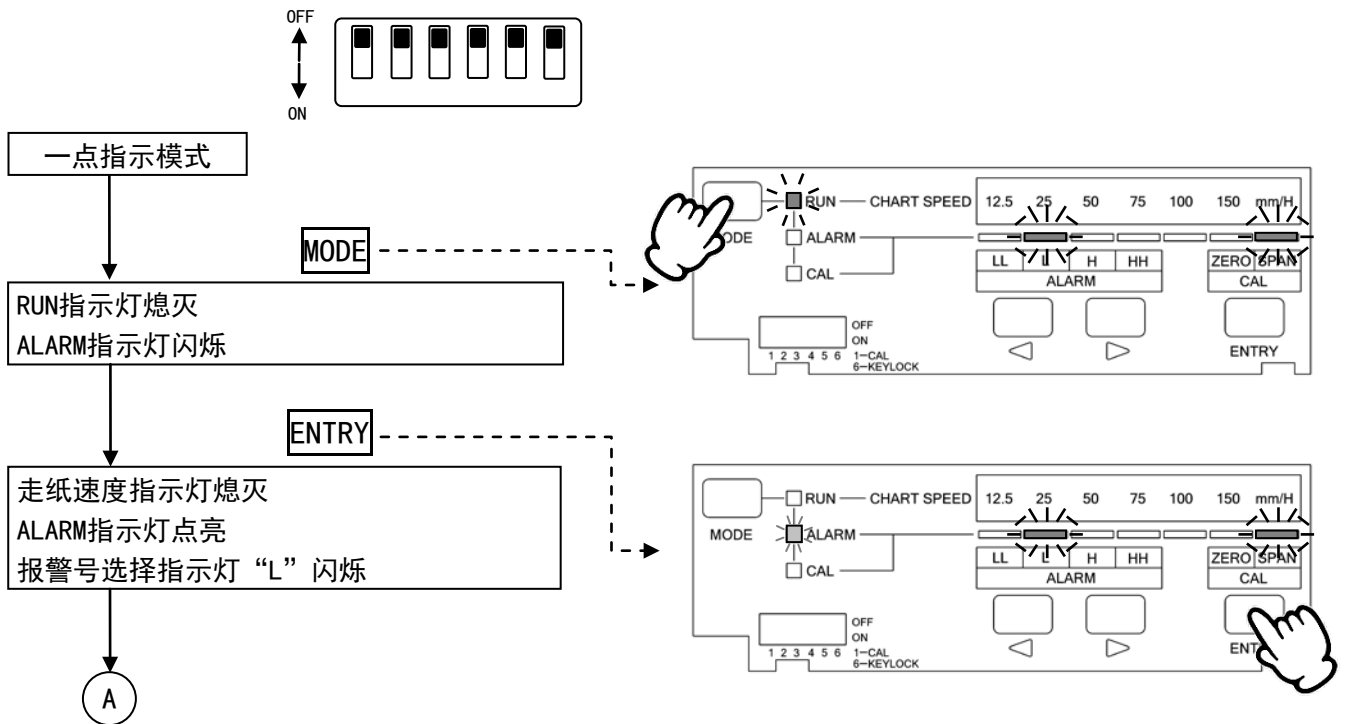 OFF
ON
一点指示模式
MODE
RUN指示灯熄灭
ALARM指示灯闪烁
RUN CHART SPEED 12.5 25 50 75 100 150 mm/H
ALARM
CAL
LL L H HH ZERO SPAN
ALARM CAL
OFF
ON
1 2 3 4 5 6 1-CAL
6-KEYLOCK
ENTRY
ENTRY
走纸速度指示灯熄灭
ALARM指示灯点亮
报警号选择指示灯“L”闪烁
A
RUN CHART SPEED 12.5 25 50 75 100 150 mm/H
MODE ALARM
CAL
LL L H HH ZERO SPAN
ALARM CAL
OFF
ON
1 2 3 4 5 6 1-CAL
6-KEYLOCK